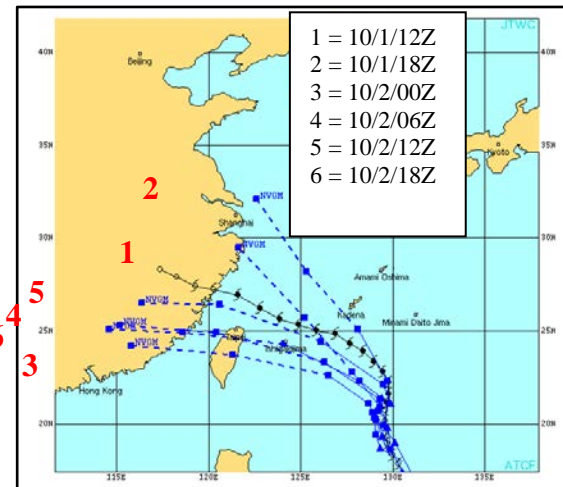 JTWC
1 = 10/1/12Z
2 = 10/1/18Z
3 = 10/2/00Z
4 = 10/2/06Z
5 = 10/2/12Z
6 = 10/2/18Z
40N
Beijing
35N
Kyoto
2
NVGM
Shanghai
30N
NVGM
1
Amami Oshima
5
NVGM
Kadena
Minami Daito Jima
4
25N
NVGM
3
NVGM
Hong Kong
20N
115E
120E
125E
130E
135E
ATCF